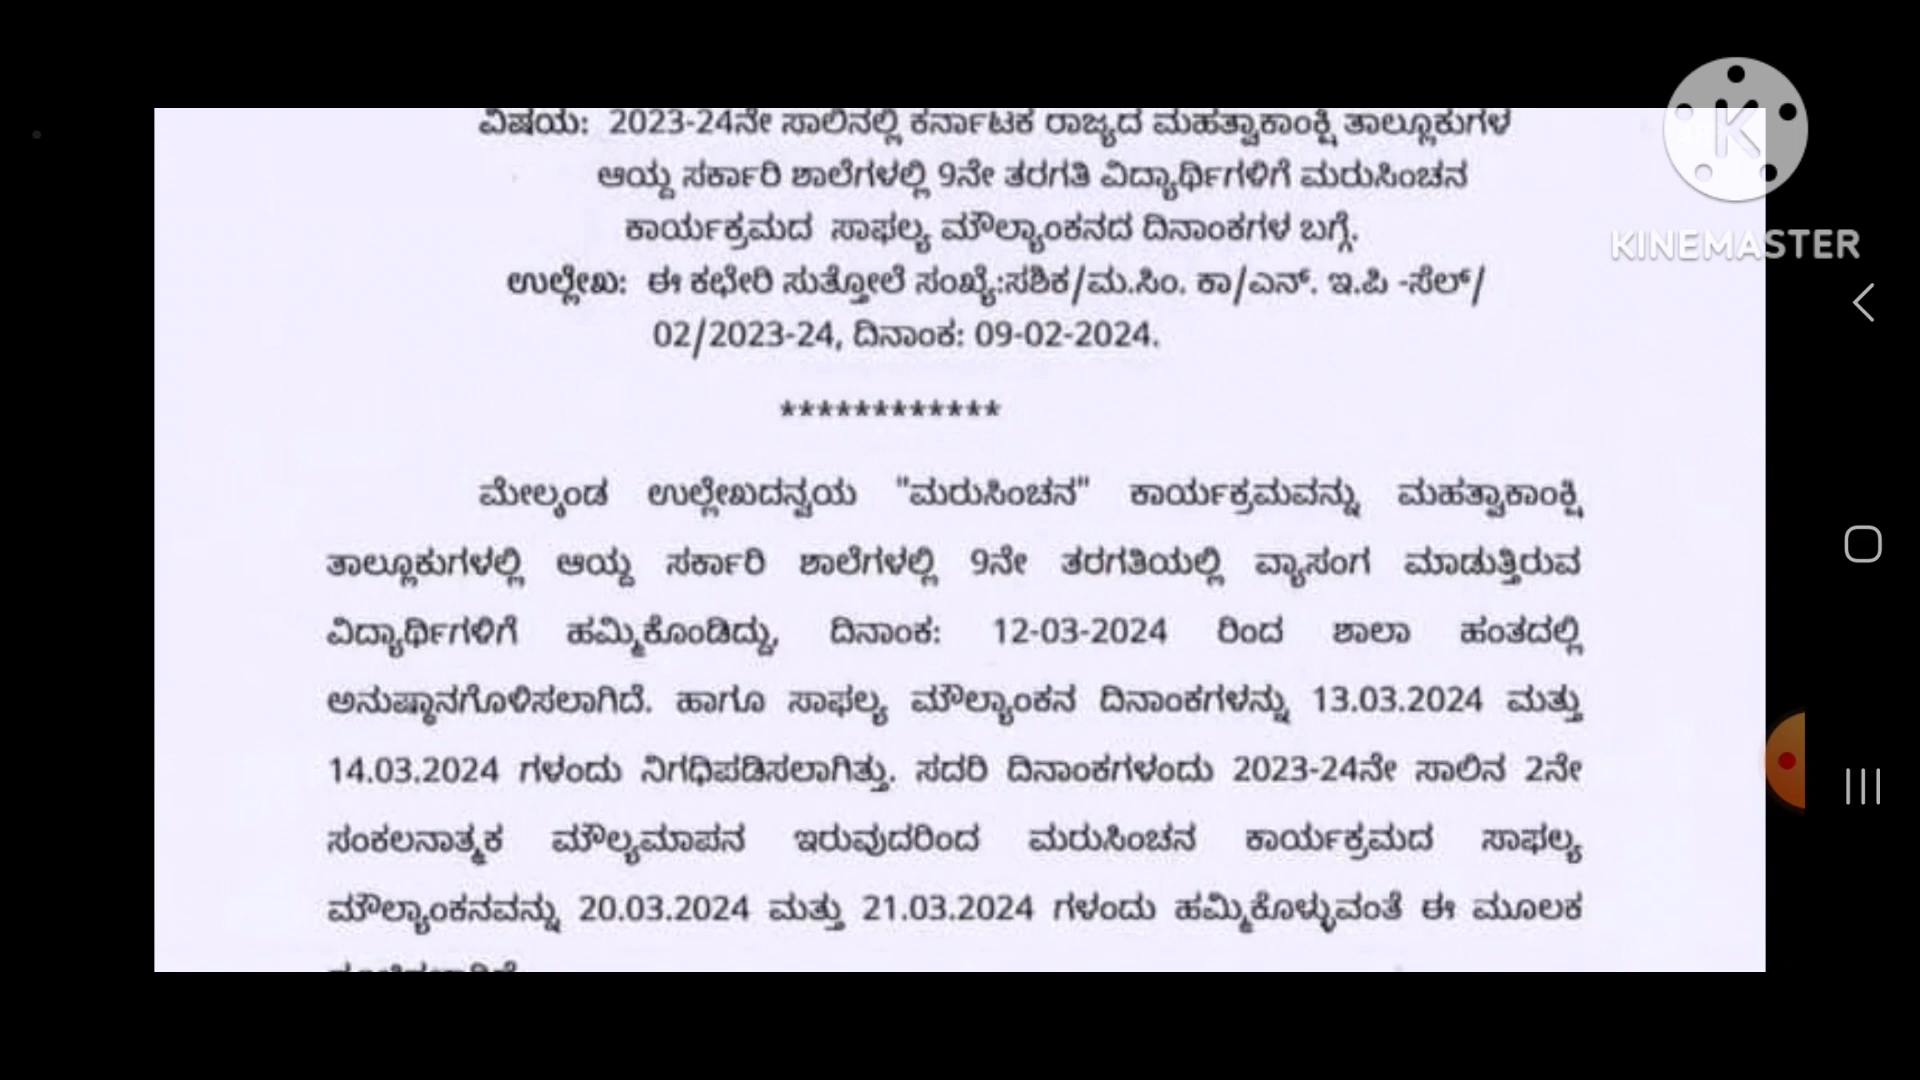 ವಿಷಯ: 2023-24ನೇ ಸಾಲಿನಲ್ಲಿ ಕರ್ನಾಟಕ ರಾಜ್ಯದ ಮಹತ್ವಾಕಾಂಕ್ಷಿ ತಾಲ್ಲೂಕುಗಳ
ಆಯ್ದ ಸರ್ಕಾರಿ ಶಾಲೆಗಳಲ್ಲಿ 9ನೇ ತರಗತಿ ವಿದ್ಯಾರ್ಥಿಗಳಿಗೆ ಮರುಸಿಂಚನ
ಕಾರ್ಯಕ್ರಮದ ಸಾಫಲ್ಯ ಮೌಲ್ಯಾಂಕನದ ದಿನಾಂಕಗಳ ಬಗ್ಗೆ.
KINEMASTER
ಉಲ್ಲೇಖ: ಈ ಕಛೇರಿ ಸುತ್ತೋಲೆ ಸಂಖ್ಯೆ:ಸಶಿಕ/ಮ.ಸಿಂ. ಕಾ/ಎನ್. ಇ.ಪಿ -ಸೆಲ್/
02/2023-24, ದಿನಾಂಕ: 09-02-2024.
************
ಮೇಲ್ಕಂಡ ಉಲ್ಲೇಖದನ್ವಯ "ಮರುಸಿಂಚನ" ಕಾರ್ಯಕ್ರಮವನ್ನು ಮಹತ್ವಾಕಾಂಕ್ಷಿ
ತಾಲ್ಲೂಕುಗಳಲ್ಲಿ ಆಯ್ದ ಸರ್ಕಾರಿ ಶಾಲೆಗಳಲ್ಲಿ 9ನೇ ತರಗತಿಯಲ್ಲಿ ವ್ಯಾಸಂಗ ಮಾಡುತ್ತಿರುವ
ವಿದ್ಯಾರ್ಥಿಗಳಿಗೆ ಹಮ್ಮಿಕೊಂಡಿದ್ದು, ದಿನಾಂಕ: 12-03-2024 ರಿಂದ ಶಾಲಾ ಹಂತದಲ್ಲಿ
ಅನುಷ್ಠಾನಗೊಳಿಸಲಾಗಿದೆ. ಹಾಗೂ ಸಾಫಲ್ಯ ಮೌಲ್ಯಾಂಕನ ದಿನಾಂಕಗಳನ್ನು 13.03.2024 ಮತ್ತು
14.03.2024 ಗಳಂದು ನಿಗಧಿಪಡಿಸಲಾಗಿತ್ತು. ಸದರಿ ದಿನಾಂಕಗಳಂದು 2023-24ನೇ ಸಾಲಿನ 2ನೇ
ಸಂಕಲನಾತ್ಮಕ ಮೌಲ್ಯಮಾಪನ ಇರುವುದರಿಂದ ಮರುಸಿಂಚನ ಕಾರ್ಯಕ್ರಮದ ಸಾಫಲ್ಯ
ಮೌಲ್ಯಾಂಕನವನ್ನು 20.03.2024 ಮತ್ತು 21.03.2024 ಗಳಂದು ಹಮ್ಮಿಕೊಳ್ಳುವಂತೆ ಈ ಮೂಲಕ